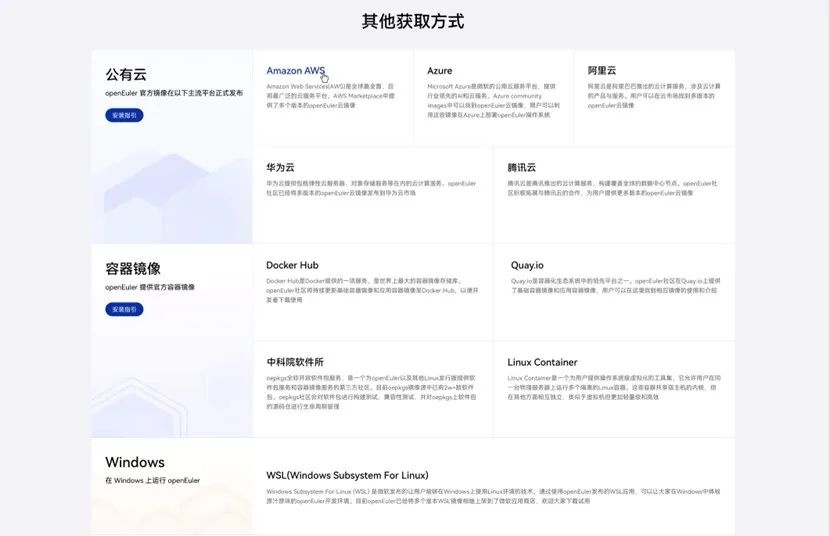 其他获取方式
公有云
openEuler 官方镜像在以下主流平台正式发布
安装指引
Amazon AWS
Amazon Web Services(AWS)是全球最全面、应
用最广泛的云服务平台。AWS Marketplace中提
供了多个版本的openEuler云镜像
Azure
Microsoft Azure是微软的公用云服务平台，提供
行业领先的AI和云服务。Azure community
images中可以找到openEuler云镜像，用户可以利
用这些镜像在Azure上部署openEuler操作系统
阿里云
阿里云是阿里巴巴推出的云计算服务，涉及云计算
的产品与服务。用户可以在云市场找到多版本的
openEuler云镜像
华为云
华为云提供包括弹性云服务器、对象存储服务等在内的云计算服务。openEuler
社区已经将多版本的openEuler云镜像发布到华为云市场
腾讯云
腾讯云是腾讯推出的云计算服务，构建覆盖全球的数据中心节点。openEuler社
区积极拓展与腾讯云的合作，为用户提供更多版本的openEuler云镜像
容器镜像
openEuler 提供官方容器镜像
安装指引
Docker Hub
Docker Hub是Docker提供的一项服务，是世界上最大的容器镜像存储库。
openEuler社区将持续更新基础容器镜像和应用容器镜像至Docker Hub，以便开
发者下载使用
Quay.io
Quay.io是容器化生态系统中的领先平台之一。openEuler社区在Quay.io上提供
了基础容器镜像和应用容器镜像，用户可以在这里找到相应镜像的使用和介绍
中科院软件所
oepkgs全称开放软件包服务，是一个为openEuler以及其他Linux发行版提供软
件包服务和容器镜像服务的第三方社区。目前oepkgs镜像源中已有2w+款软件
包。oepkgs社区会对软件包进行构建测试、兼容性测试，并对oepkgs上软件包
的源码仓进行生命周期管理
Linux Container
Linux Container是一个为用户提供操作系统级虚拟化的工具集，它允许用户在同
一台物理服务器上运行多个隔离的Linux容器。这些容器共享宿主机的内核，但
在其他方面相互独立，类似于虚拟机但更加轻量级和高效
Windows
在 Windows 上运行 openEuler
WSL(Windows Subsystem For Linux)
Windows Subsystem For Linux (WSL) 是微软发布的让用户能够在Windows上使用Linux环境的技术。通过使用openEuler发布的WSL应用，可以让大家在Windows中体验
原汁原味的openEuler开发环境。目前openEuler已经将多个版本WSL镜像相继上架到了微软应用商店，欢迎大家下载试用